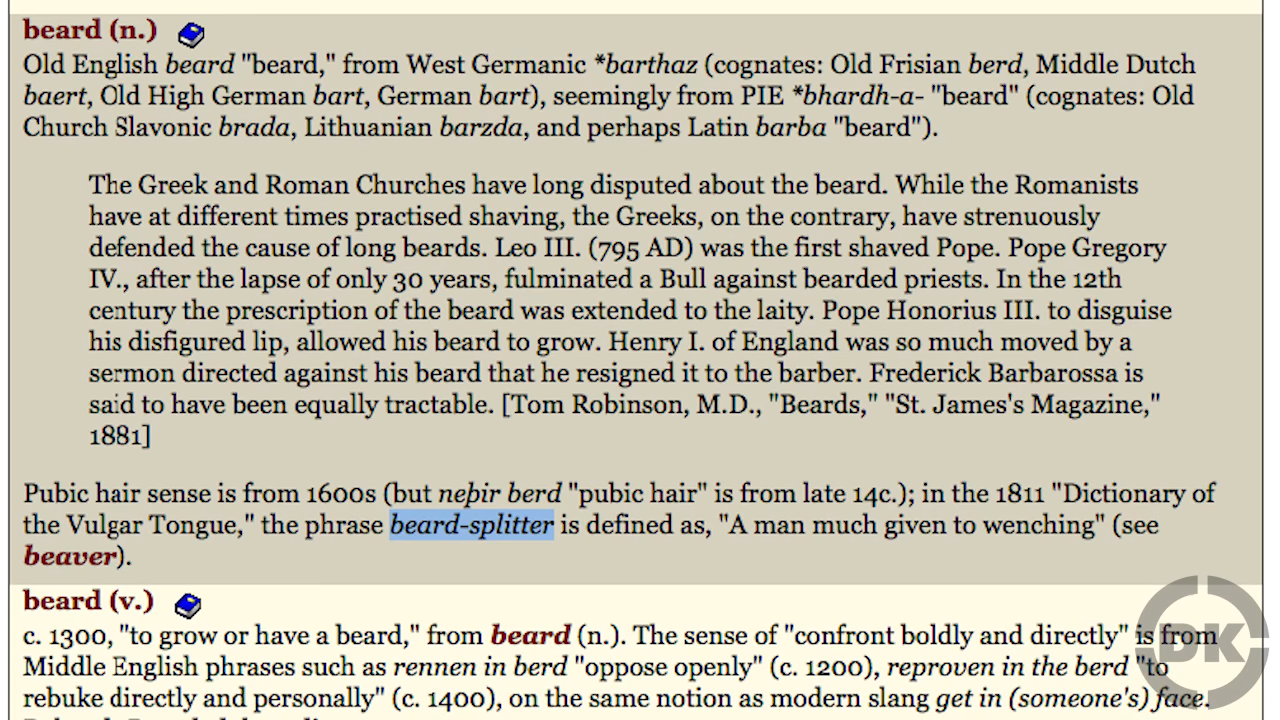 beard (n.)
Old English beard "beard," from West Germanic *barthaz (cognates: Old Frisian berd, Middle Dutch
baert, Old High German bart, German bart), seemingly from PIE *bhardh-a- "beard" (cognates: Old
Church Slavonic brada, Lithuanian barzda, and perhaps Latin barba "beard").
The Greek and Roman Churches have long disputed about the beard. While the Romanists
have at different times practised shaving, the Greeks, on the contrary, have strenuously
defended the cause of long beards. Leo III. (795 AD) was the first shaved Pope. Pope Gregory
IV., after the lapse of only 30 years, fulminated a Bull against bearded priests. In the 12th
century the prescription of the beard was extended to the laity. Pope Honorius III. to disguise
his disfigured lip, allowed his beard to grow. Henry I. of England was so much moved by a
sermon directed against his beard that he resigned it to the barber. Frederick Barbarossa is
said to have been equally tractable. [Tom Robinson, M.D., "Beards," "St. James's Magazine,"
1881]
Pubic hair sense is from 1600s (but neþir berd "pubic hair" is from late 14c.); in the 1811 "Dictionary of
the Vulgar Tongue," the phrase beard-splitter is defined as, "A man much given to wenching" (see
beaver).
beard (v.)
c. 1300, "to grow or have a beard," from beard (n.). The sense of "confront boldly and directly" is from
Middle English phrases such as rennen in berd "oppose openly" (c. 1200), reproven in the berd "to
rebuke directly and personally" (c. 1400), on the same notion as modern slang get in (someone's) face.
DK